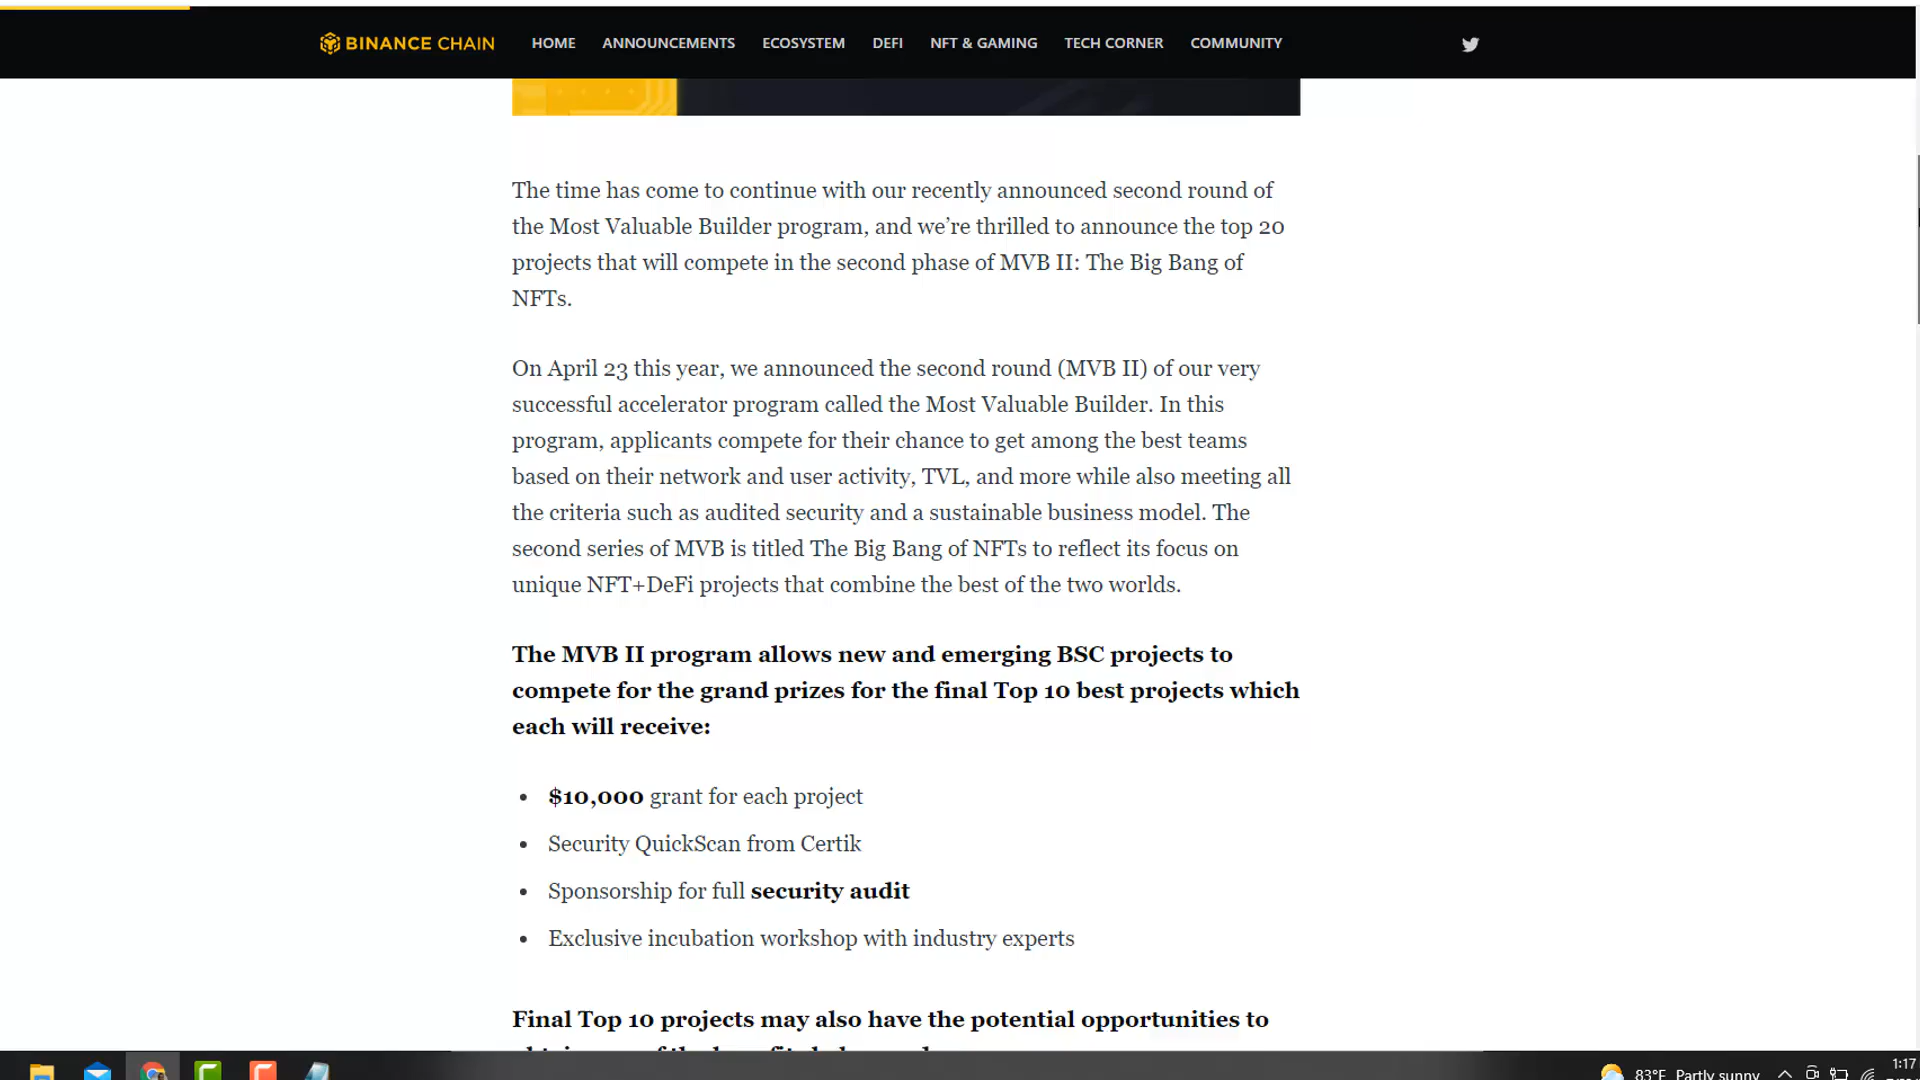 BINANCE CHAIN HOME ANNOUNCEMENTS ECOSYSTEM DEFI NFT & GAMING TECH CORNER COMMUNITY
The time has come to continue with our recently announced second round of
the Most Valuable Builder program, and we’re thrilled to announce the top 20
projects that will compete in the second phase of MVB II: The Big Bang of
NFTs.
On April 23 this year, we announced the second round (MVB II) of our very
successful accelerator program called the Most Valuable Builder. In this
program, applicants compete for their chance to get among the best teams
based on their network and user activity, TVL, and more while also meeting all
the criteria such as audited security and a sustainable business model. The
second series of MVB is titled The Big Bang of NFTs to reflect its focus on
unique NFT+DeFi projects that combine the best of the two worlds.
The MVB II program allows new and emerging BSC projects to
compete for the grand prizes for the final Top 10 best projects which
each will receive:
• $10,000 grant for each project
• Security QuickScan from Certik
• Sponsorship for full security audit
• Exclusive incubation workshop with industry experts
Final Top 10 projects may also have the potential opportunities to
83°F Partly sunny
1:17